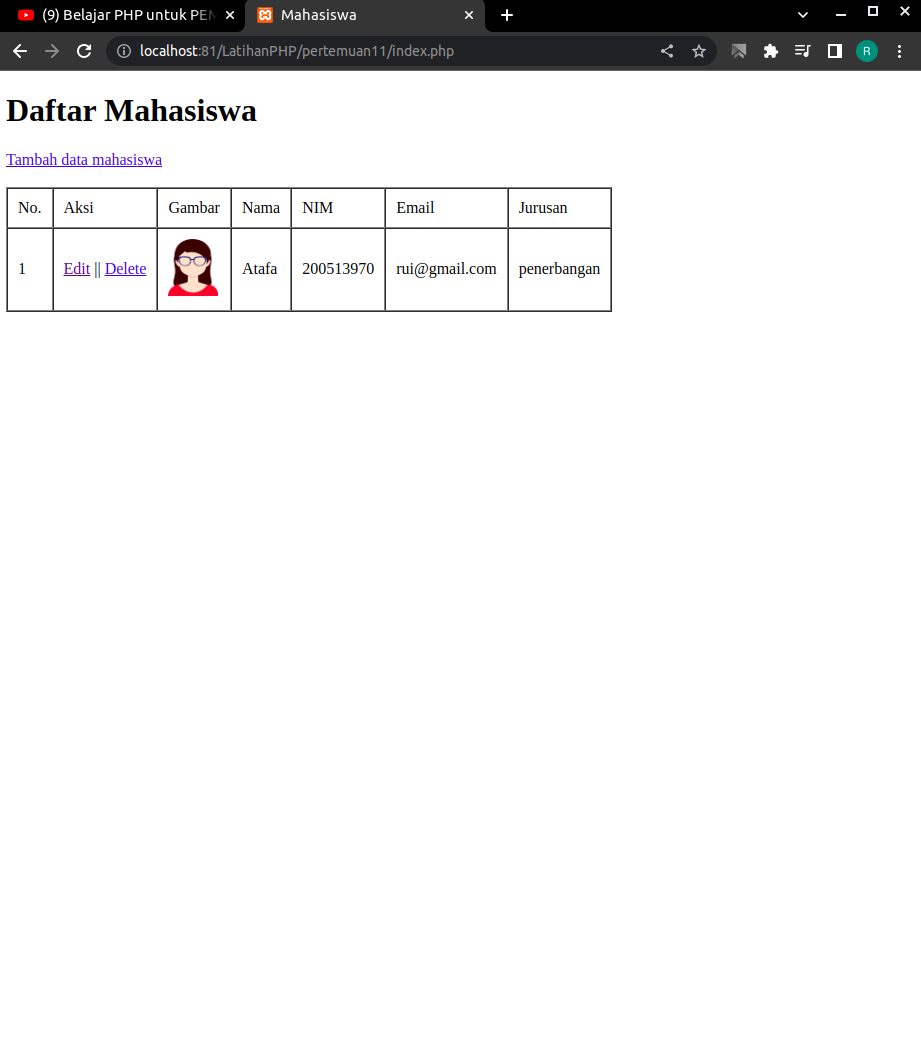 (9) Belajar PHP untuk PEM
Mahasiswa
localhost:81/LatihanPHP/pertemuan11/index.php
R
Daftar Mahasiswa
Tambah data mahasiswa
No. Aksi Gambar Nama NIM Email Jurusan
1 Edit || Delete Atafa 200513970 rui@gmail.com penerbangan